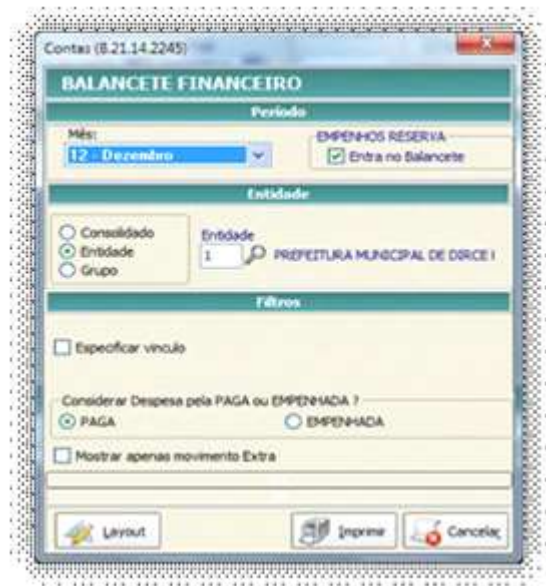 Contas (8.21.14.2245)
BALANCETE FINANCEIRO
Período
Mês:
12 - Dezembro
EMPENHOS RESERVA
Entra no Balancete
Entidade
Consolidado
Entidade
Grupo
Entidade
1
PREFEITURA MUNICIPAL DE DIRCE I
Filtros
Especificar vinculo
Considerar Despesa pela PAGA ou EMPENHADA ?
PAGA
EMPENHADA
Mostrar apenas movimento Extra
Layout
Imprimir
Cancelar